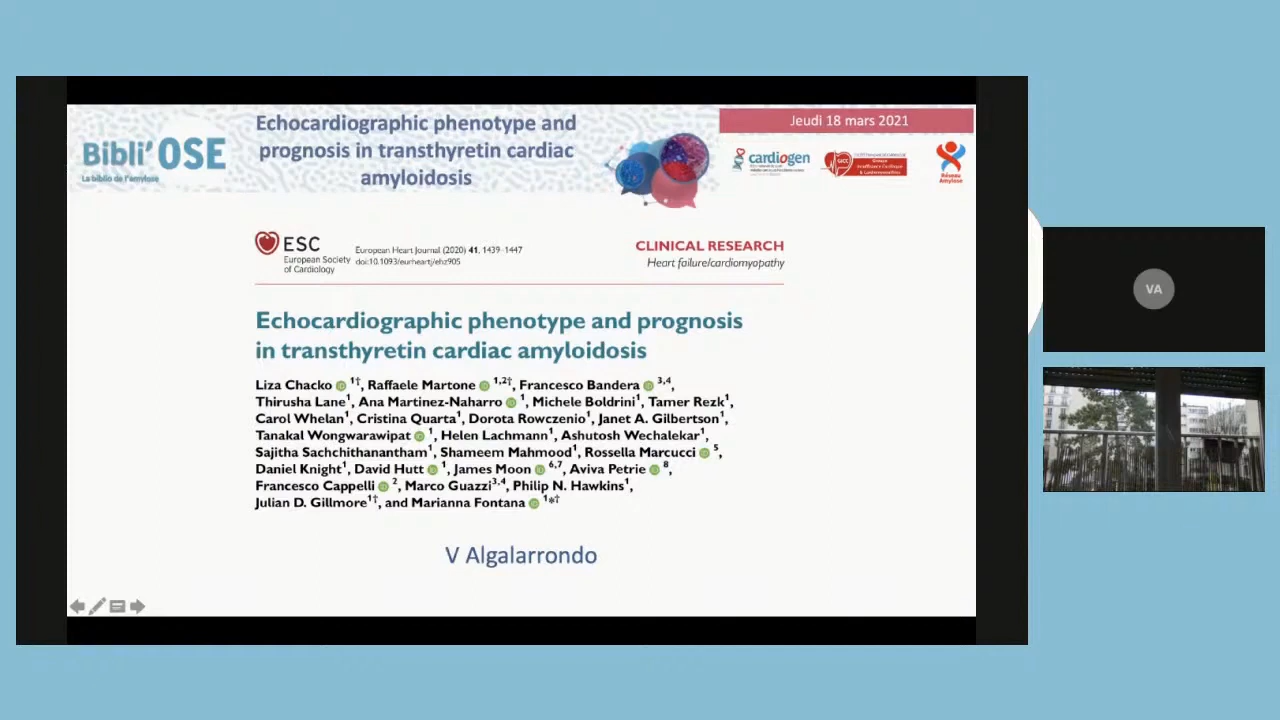 Echocardiographic phenotype and
prognosis in transthyretin cardiac
amyloidosis
Bibli'OSE
La biblio de l'amylose
Jeudi 18 mars 2021
cardiogen
GICC
Réseau
Amylose
ESC
European Society
of Cardiology
European Heart Journal (2020) 41, 1439–1447
doi:10.1093/eurheartj/ehz905
CLINICAL RESEARCH
Heart failure/cardiomyopathy
Echocardiographic phenotype and prognosis
in transthyretin cardiac amyloidosis
Liza Chacko 1†, Raffaele Martone 1,2†, Francesco Bandera 3,4,
Thirusha Lane1, Ana Martinez-Naharro 1, Michele Boldrini1, Tamer Rezk1,
Carol Whelan1, Cristina Quarta1, Dorota Rowczenio1, Janet A. Gilbertson1,
Tanakal Wongwarawipat 1, Helen Lachmann1, Ashutosh Wechalekar1,
Sajitha Sachchithanantham1, Shameem Mahmood1, Rossella Marcucci 5,
Daniel Knight1, David Hutt 1, James Moon 6,7, Aviva Petrie 8,
Francesco Cappelli 2, Marco Guazzi3,4, Philip N. Hawkins1,
Julian D. Gillmore1†, and Marianna Fontana 1*†
V Algalarrondo
VA